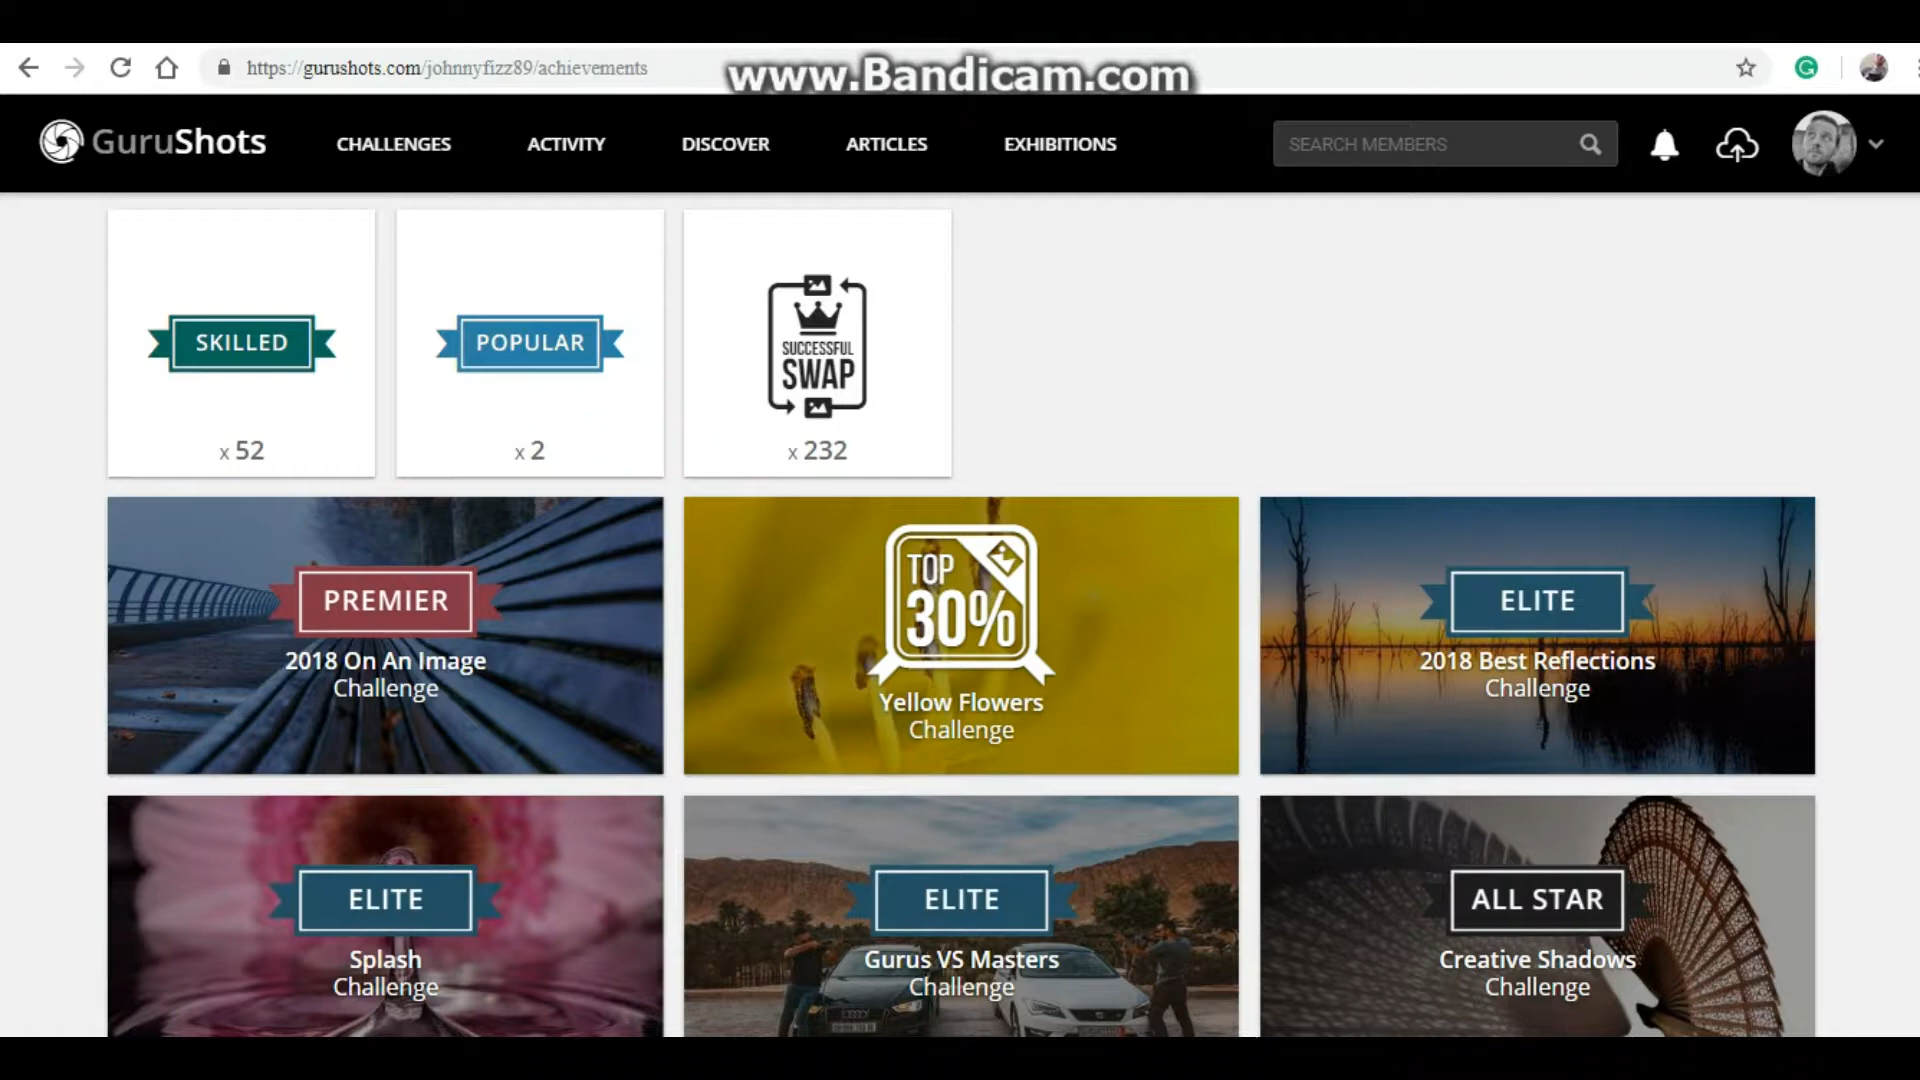 https://gurushots.com/johnnyfizz89/achievements
www.Bandicam.com
GuruShots
CHALLENGES
ACTIVITY
DISCOVER
ARTICLES
EXHIBITIONS
SEARCH MEMBERS
SKILLED
x 52
POPULAR
x 2
SUCCESSFUL
SWAP
x 232
PREMIER
2018 On An Image
Challenge
TOP
30%
Yellow Flowers
Challenge
ELITE
2018 Best Reflections
Challenge
ELITE
Splash
Challenge
ELITE
Gurus VS Masters
Challenge
ALL STAR
Creative Shadows
Challenge